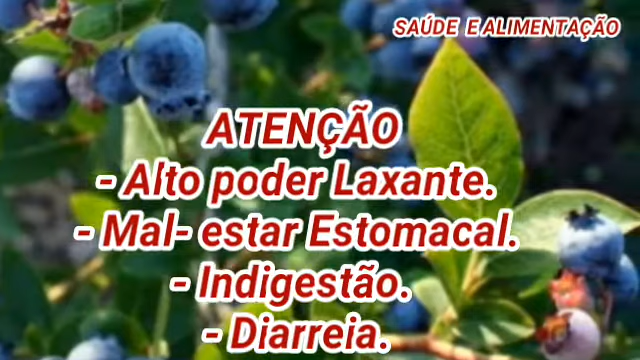 SAÚDE E ALIMENTAÇÃO
ATENÇÃO
- Alto poder Laxante.
- Mal- estar Estomacal.
- Indigestão.
- Diarreia.